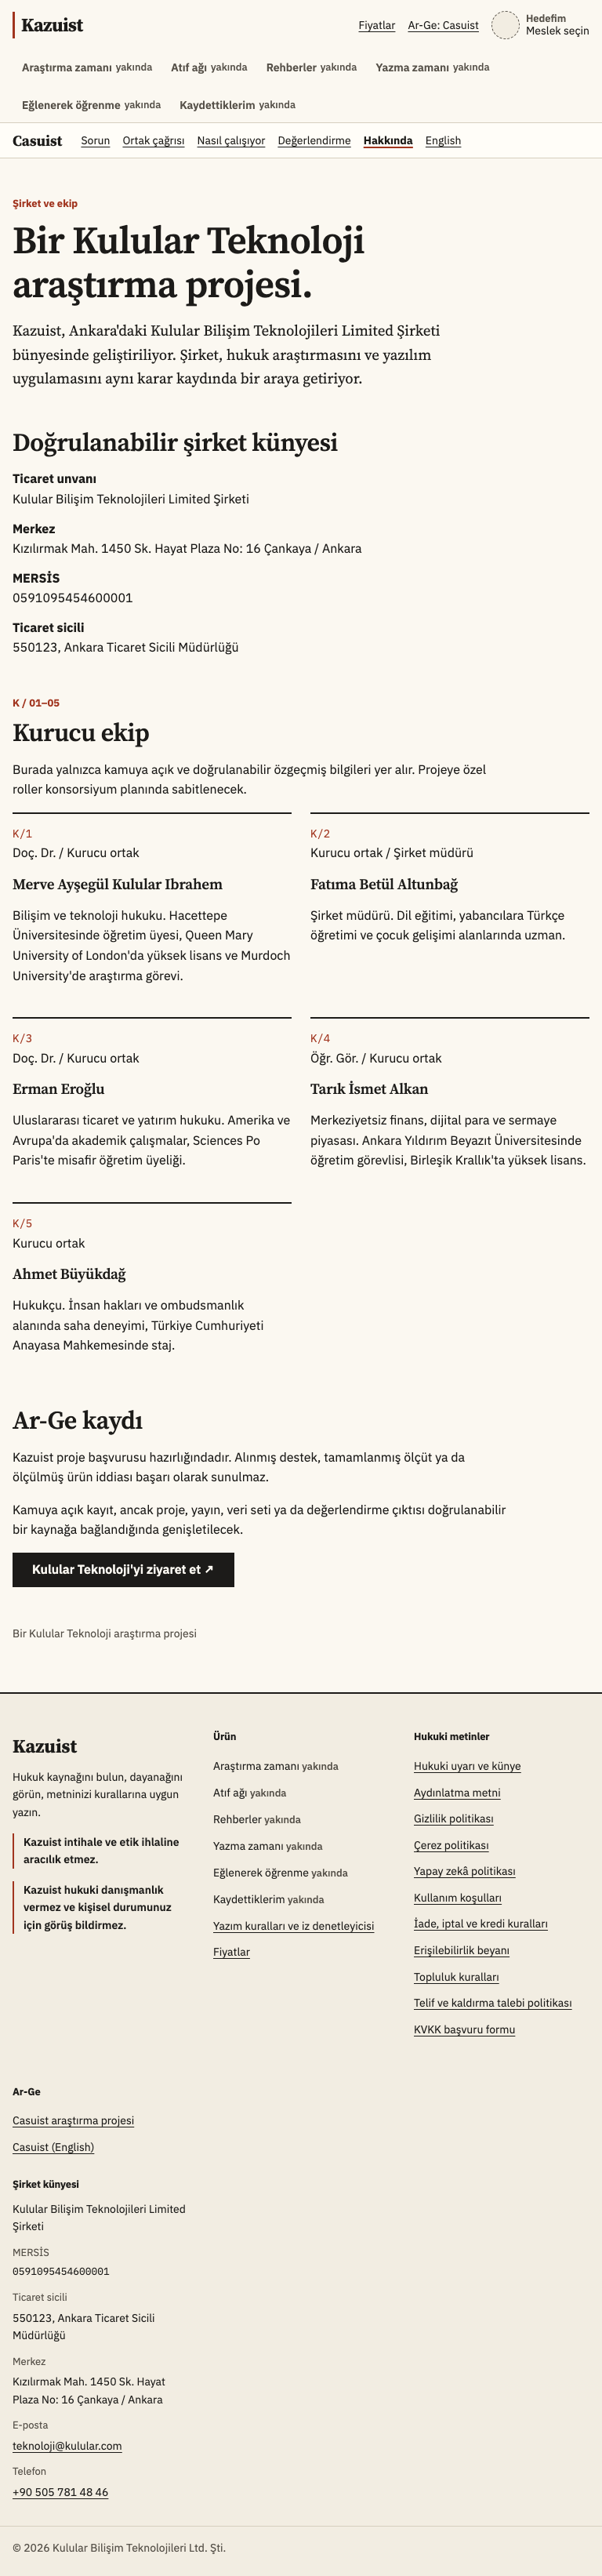 Kazuist
Fiyatlar
Ar-Ge: Casuist
Hedefim
Meslek seçin
Araştırma zamanı yakında
Atıf ağı yakında
Rehberler yakında
Yazma zamanı yakında
Eğlenerek öğrenme yakında
Kaydettiklerim yakında
Casuist
Sorun
Ortak çağrısı
Nasıl çalışıyor
Değerlendirme
Hakkında
English
Şirket ve ekip
Bir Kulular Teknoloji
araştırma projesi.
Kazuist, Ankara'daki Kulular Bilişim Teknolojileri Limited Şirketi
bünyesinde geliştiriliyor. Şirket, hukuk araştırmasını ve yazılım
uygulamasını aynı karar kaydında bir araya getiriyor.
Doğrulanabilir şirket künyesi
Ticaret unvanı
Kulular Bilişim Teknolojileri Limited Şirketi
Merkez
Kızılırmak Mah. 1450 Sk. Hayat Plaza No: 16 Çankaya / Ankara
MERSİS
0591095454600001
Ticaret sicili
550123, Ankara Ticaret Sicili Müdürlüğü
K / 01–05
Kurucu ekip
Burada yalnızca kamuya açık ve doğrulanabilir özgeçmiş bilgileri yer alır. Projeye özel
roller konsorsiyum planında sabitlenecek.
K/1
Doç. Dr. / Kurucu ortak
Merve Ayşegül Kulular Ibrahem
Bilişim ve teknoloji hukuku. Hacettepe
Üniversitesinde öğretim üyesi, Queen Mary
University of London'da yüksek lisans ve Murdoch
University'de araştırma görevi.
K/2
Kurucu ortak / Şirket müdürü
Fatıma Betül Altunbağ
Şirket müdürü. Dil eğitimi, yabancılara Türkçe
öğretimi ve çocuk gelişimi alanlarında uzman.
K/3
Doç. Dr. / Kurucu ortak
Erman Eroğlu
Uluslararası ticaret ve yatırım hukuku. Amerika ve
Avrupa'da akademik çalışmalar, Sciences Po
Paris'te misafir öğretim üyeliği.
K/4
Öğr. Gör. / Kurucu ortak
Tarık İsmet Alkan
Merkeziyetsiz finans, dijital para ve sermaye
piyasası. Ankara Yıldırım Beyazıt Üniversitesinde
öğretim görevlisi, Birleşik Krallık'ta yüksek lisans.
K/5
Kurucu ortak
Ahmet Büyükdağ
Hukukçu. İnsan hakları ve ombudsmanlık
alanında saha deneyimi, Türkiye Cumhuriyeti
Anayasa Mahkemesinde staj.
Ar-Ge kaydı
Kazuist proje başvurusu hazırlığındadır. Alınmış destek, tamamlanmış ölçüt ya da
ölçülmüş ürün iddiası başarı olarak sunulmaz.
Kamuya açık kayıt, ancak proje, yayın, veri seti ya da değerlendirme çıktısı doğrulanabilir
bir kaynağa bağlandığında genişletilecek.
Kulular Teknoloji'yi ziyaret et ↗
Bir Kulular Teknoloji araştırma projesi
Kazuist
Hukuk kaynağını bulun, dayanağını
görün, metninizi kurallarına uygun
yazın.
Kazuist intihale ve etik ihlaline
aracılık etmez.
Kazuist hukuki danışmanlık
vermez ve kişisel durumunuz
için görüş bildirmez.
Ürün
Araştırma zamanı yakında
Atıf ağı yakında
Rehberler yakında
Yazma zamanı yakında
Eğlenerek öğrenme yakında
Kaydettiklerim yakında
Yazım kuralları ve iz denetleyicisi
Fiyatlar
Hukuki metinler
Hukuki uyarı ve künye
Aydınlatma metni
Gizlilik politikası
Çerez politikası
Yapay zekâ politikası
Kullanım koşulları
İade, iptal ve kredi kuralları
Erişilebilirlik beyanı
Topluluk kuralları
Telif ve kaldırma talebi politikası
KVKK başvuru formu
Ar-Ge
Casuist araştırma projesi
Casuist (English)
Şirket künyesi
Kulular Bilişim Teknolojileri Limited
Şirketi
MERSİS
0591095454600001
Ticaret sicili
550123, Ankara Ticaret Sicili
Müdürlüğü
Merkez
Kızılırmak Mah. 1450 Sk. Hayat
Plaza No: 16 Çankaya / Ankara
E-posta
teknoloji@kulular.com
Telefon
+90 505 781 48 46
© 2026 Kulular Bilişim Teknolojileri Ltd. Şti.